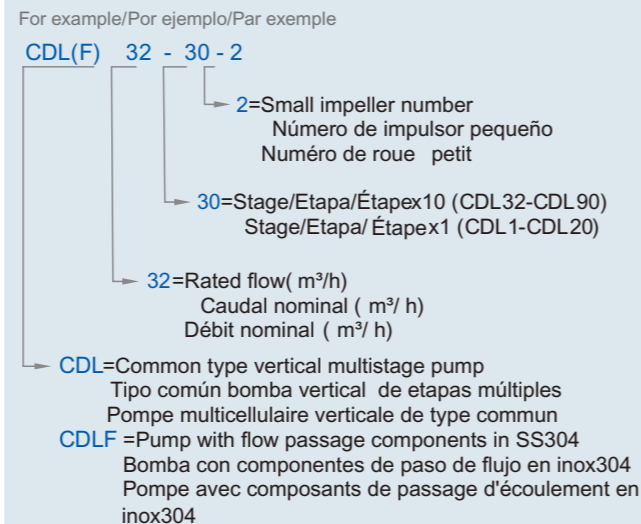 For example/Por ejemplo/Par exemple
CDL(F) 32 - 30 - 2
2=Small impeller number
Número de impulsor pequeño
Numéro de roue petit
30=Stage/Etapa/Étapex10 (CDL32-CDL90)
Stage/Etapa/ Étapex1 (CDL1-CDL20)
32=Rated flow( m³/h)
Caudal nominal ( m³/ h)
Débit nominal ( m³/ h)
CDL=Common type vertical multistage pump
Tipo común bomba vertical de etapas múltiples
Pompe multicellulaire verticale de type commun
CDLF =Pump with flow passage components in SS304
Bomba con componentes de paso de flujo en inox304
Pompe avec composants de passage d'écoulement en
inox304